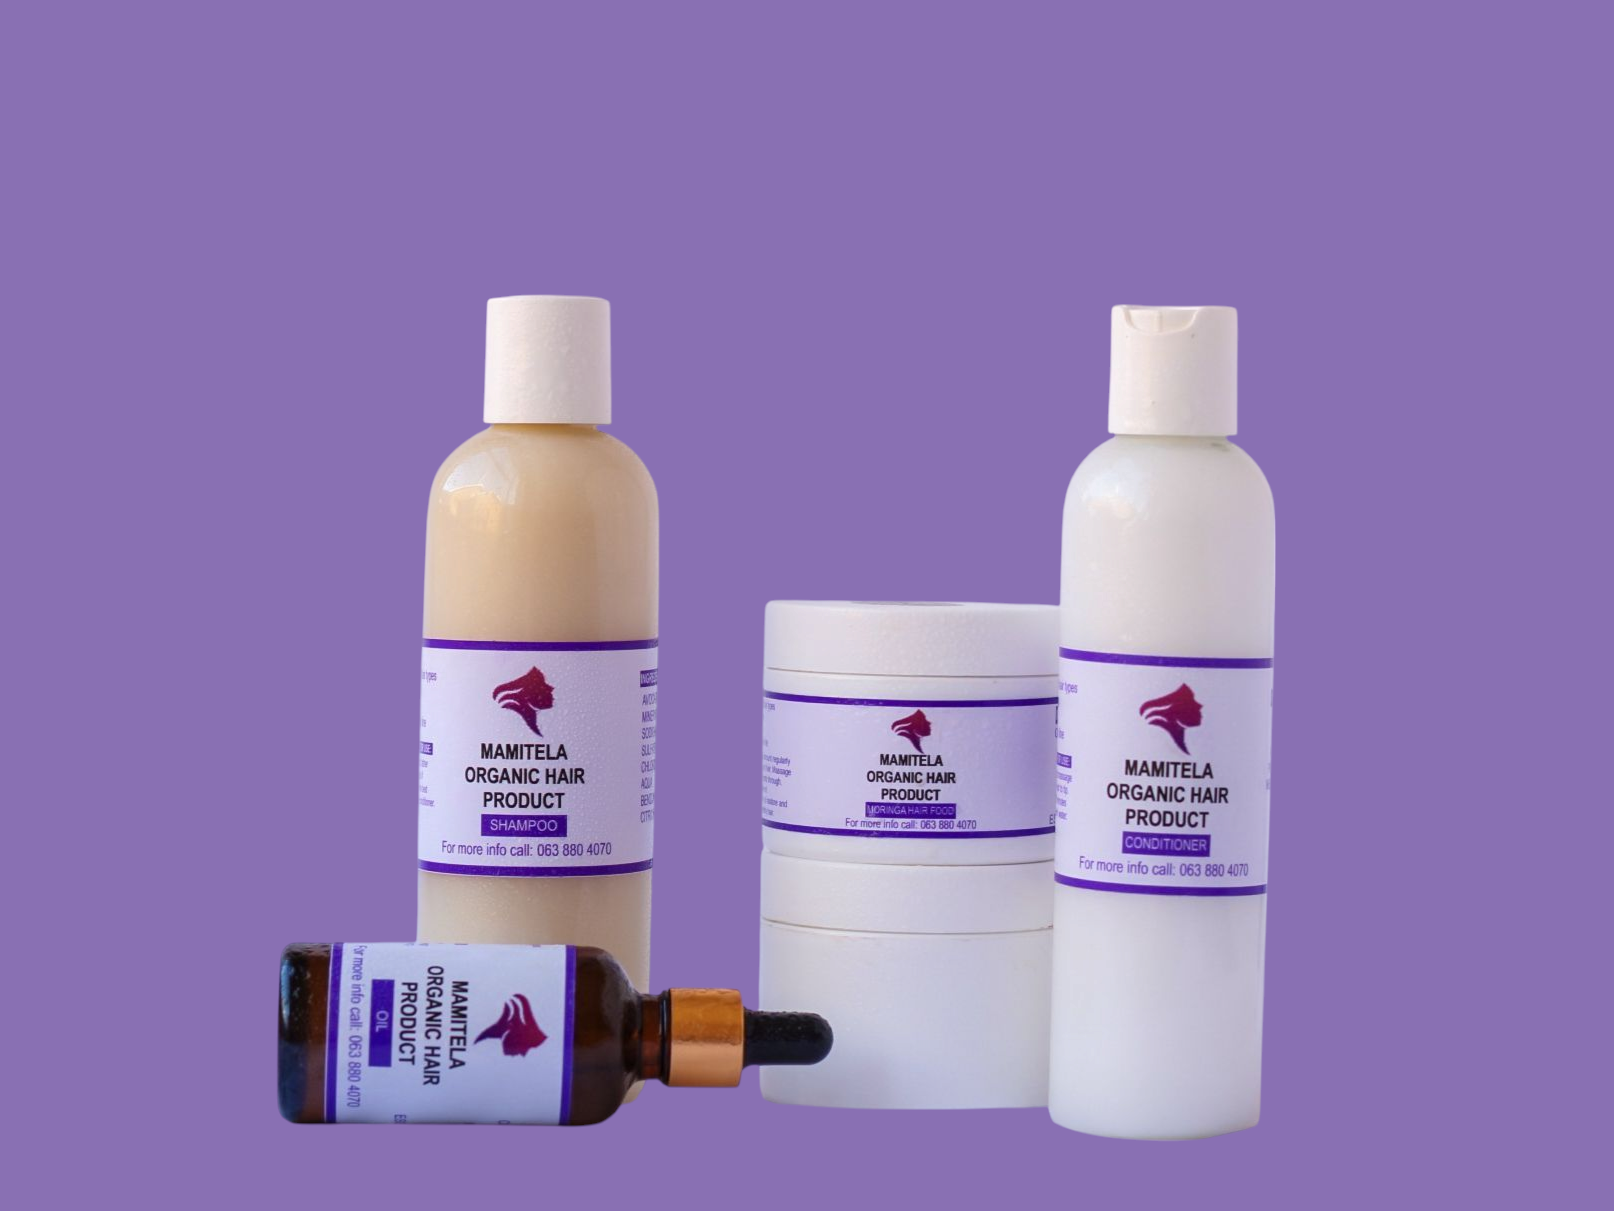 MAMITELA
ORGANIC HAIR
PRODUCT
SHAMPOO
For more info call: 063 880 4070
MAMITELA
ORGANIC HAIR
PRODUCT
MORINGA HAIR FOOD
For more info call: 063 880 4070
MAMITELA
ORGANIC HAIR
PRODUCT
CONDITIONER
For more info call: 063 880 4070
MAMITELA
ORGANIC HAIR
PRODUCT
OIL
For more info call: 063 880 4070